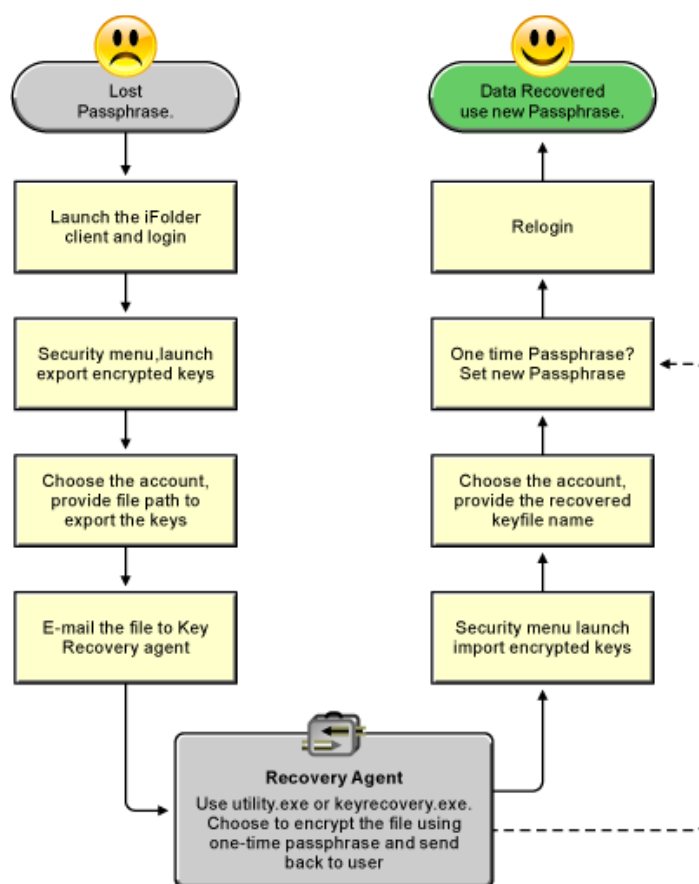 Lost
Passphrase.
Launch the iFolder
client and login
Security menu,launch
export encrypted keys
Choose the account,
provide file path to
export the keys
E-mail the file to Key
Recovery agent
Recovery Agent
Use utility.exe or keyrecovery.exe.
Choose to encrypt the file using
one-time passphrase and send
back to user
Security menu launch
import encrypted keys
Choose the account,
provide the recovered
keyfile name
One time Passphrase?
Set new Passphrase
Relogin
Data Recovered
use new Passphrase.